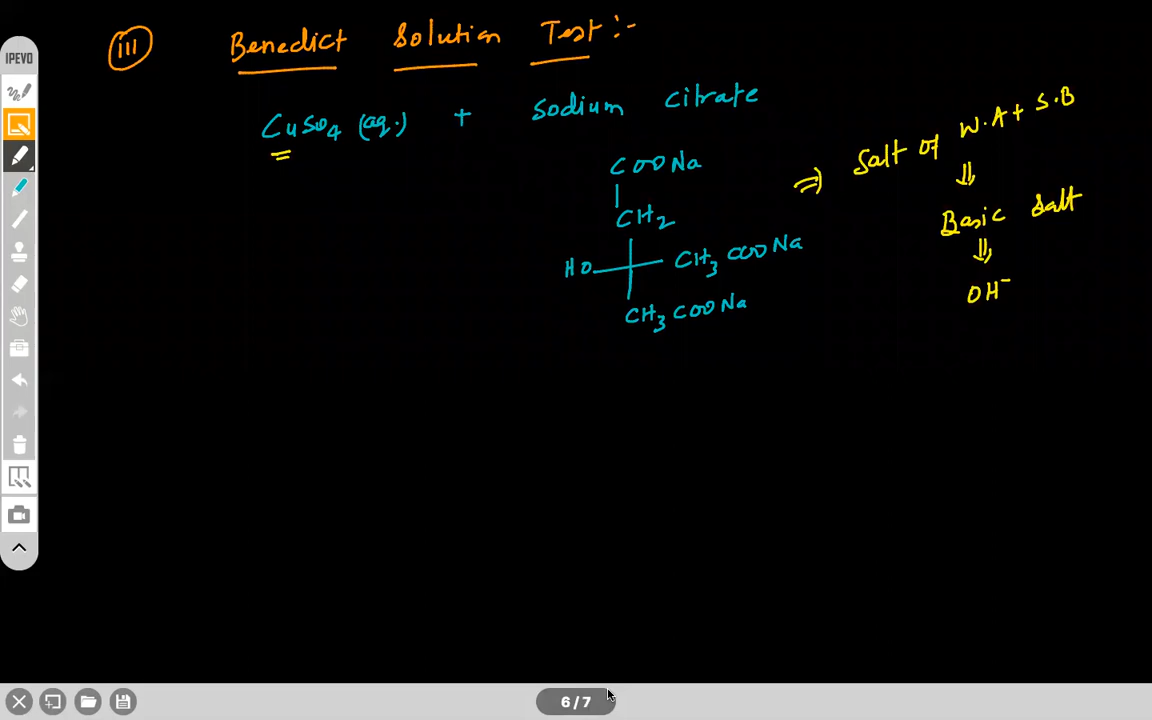 iii Benedict Solution Test:-
CuSO4 (aq.) + Sodium Citrate
COONa
|
CH2
HO CH3 COONa
CH3 COONa
⇒ Salt of W.A + S.B
⇓
Basic Salt
⇓
OH⁻
IPEVO
6 / 7